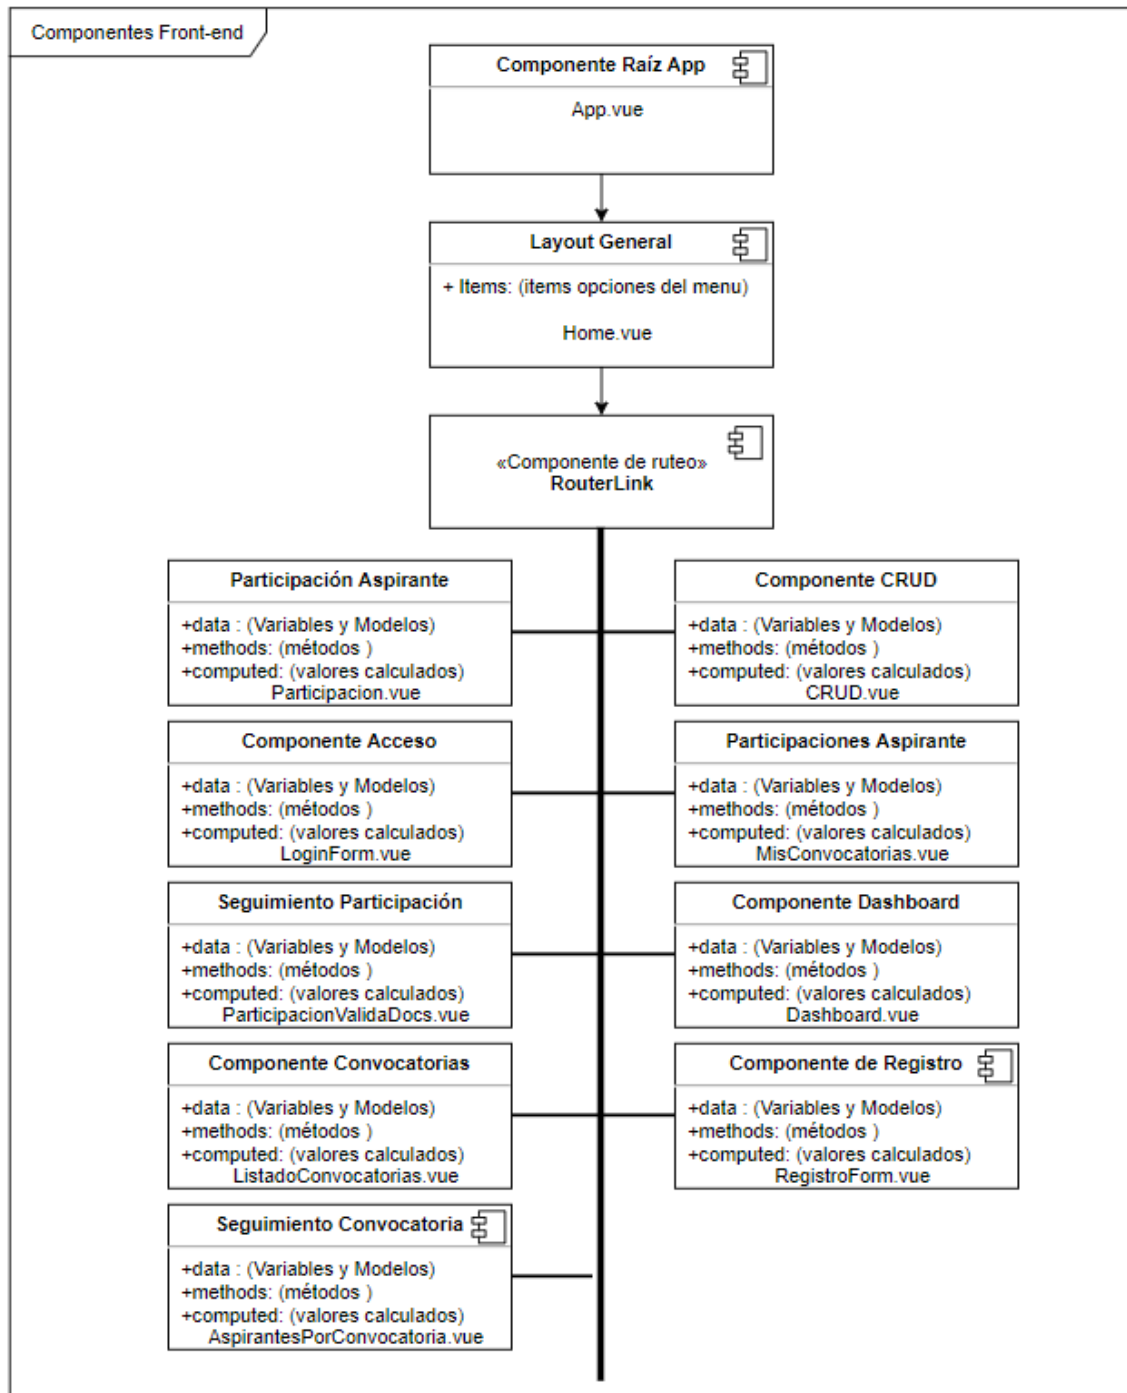 Componentes Front-end
Componente Raíz App
App.vue
Layout General
+ Items: (items opciones del menu)
Home.vue
«Componente de ruteo»
RouterLink
Participación Aspirante
+data : (Variables y Modelos)
+methods: (métodos )
+computed: (valores calculados)
Participacion.vue
Componente CRUD
+data : (Variables y Modelos)
+methods: (métodos )
+computed: (valores calculados)
CRUD.vue
Componente Acceso
+data : (Variables y Modelos)
+methods: (métodos )
+computed: (valores calculados)
LoginForm.vue
Participaciones Aspirante
+data : (Variables y Modelos)
+methods: (métodos )
+computed: (valores calculados)
MisConvocatorias.vue
Seguimiento Participación
+data : (Variables y Modelos)
+methods: (métodos )
+computed: (valores calculados)
ParticipacionValidaDocs.vue
Componente Dashboard
+data : (Variables y Modelos)
+methods: (métodos )
+computed: (valores calculados)
Dashboard.vue
Componente Convocatorias
+data : (Variables y Modelos)
+methods: (métodos )
+computed: (valores calculados)
ListadoConvocatorias.vue
Componente de Registro
+data : (Variables y Modelos)
+methods: (métodos )
+computed: (valores calculados)
RegistroForm.vue
Seguimiento Convocatoria
+data : (Variables y Modelos)
+methods: (métodos )
+computed: (valores calculados)
AspirantesPorConvocatoria.vue